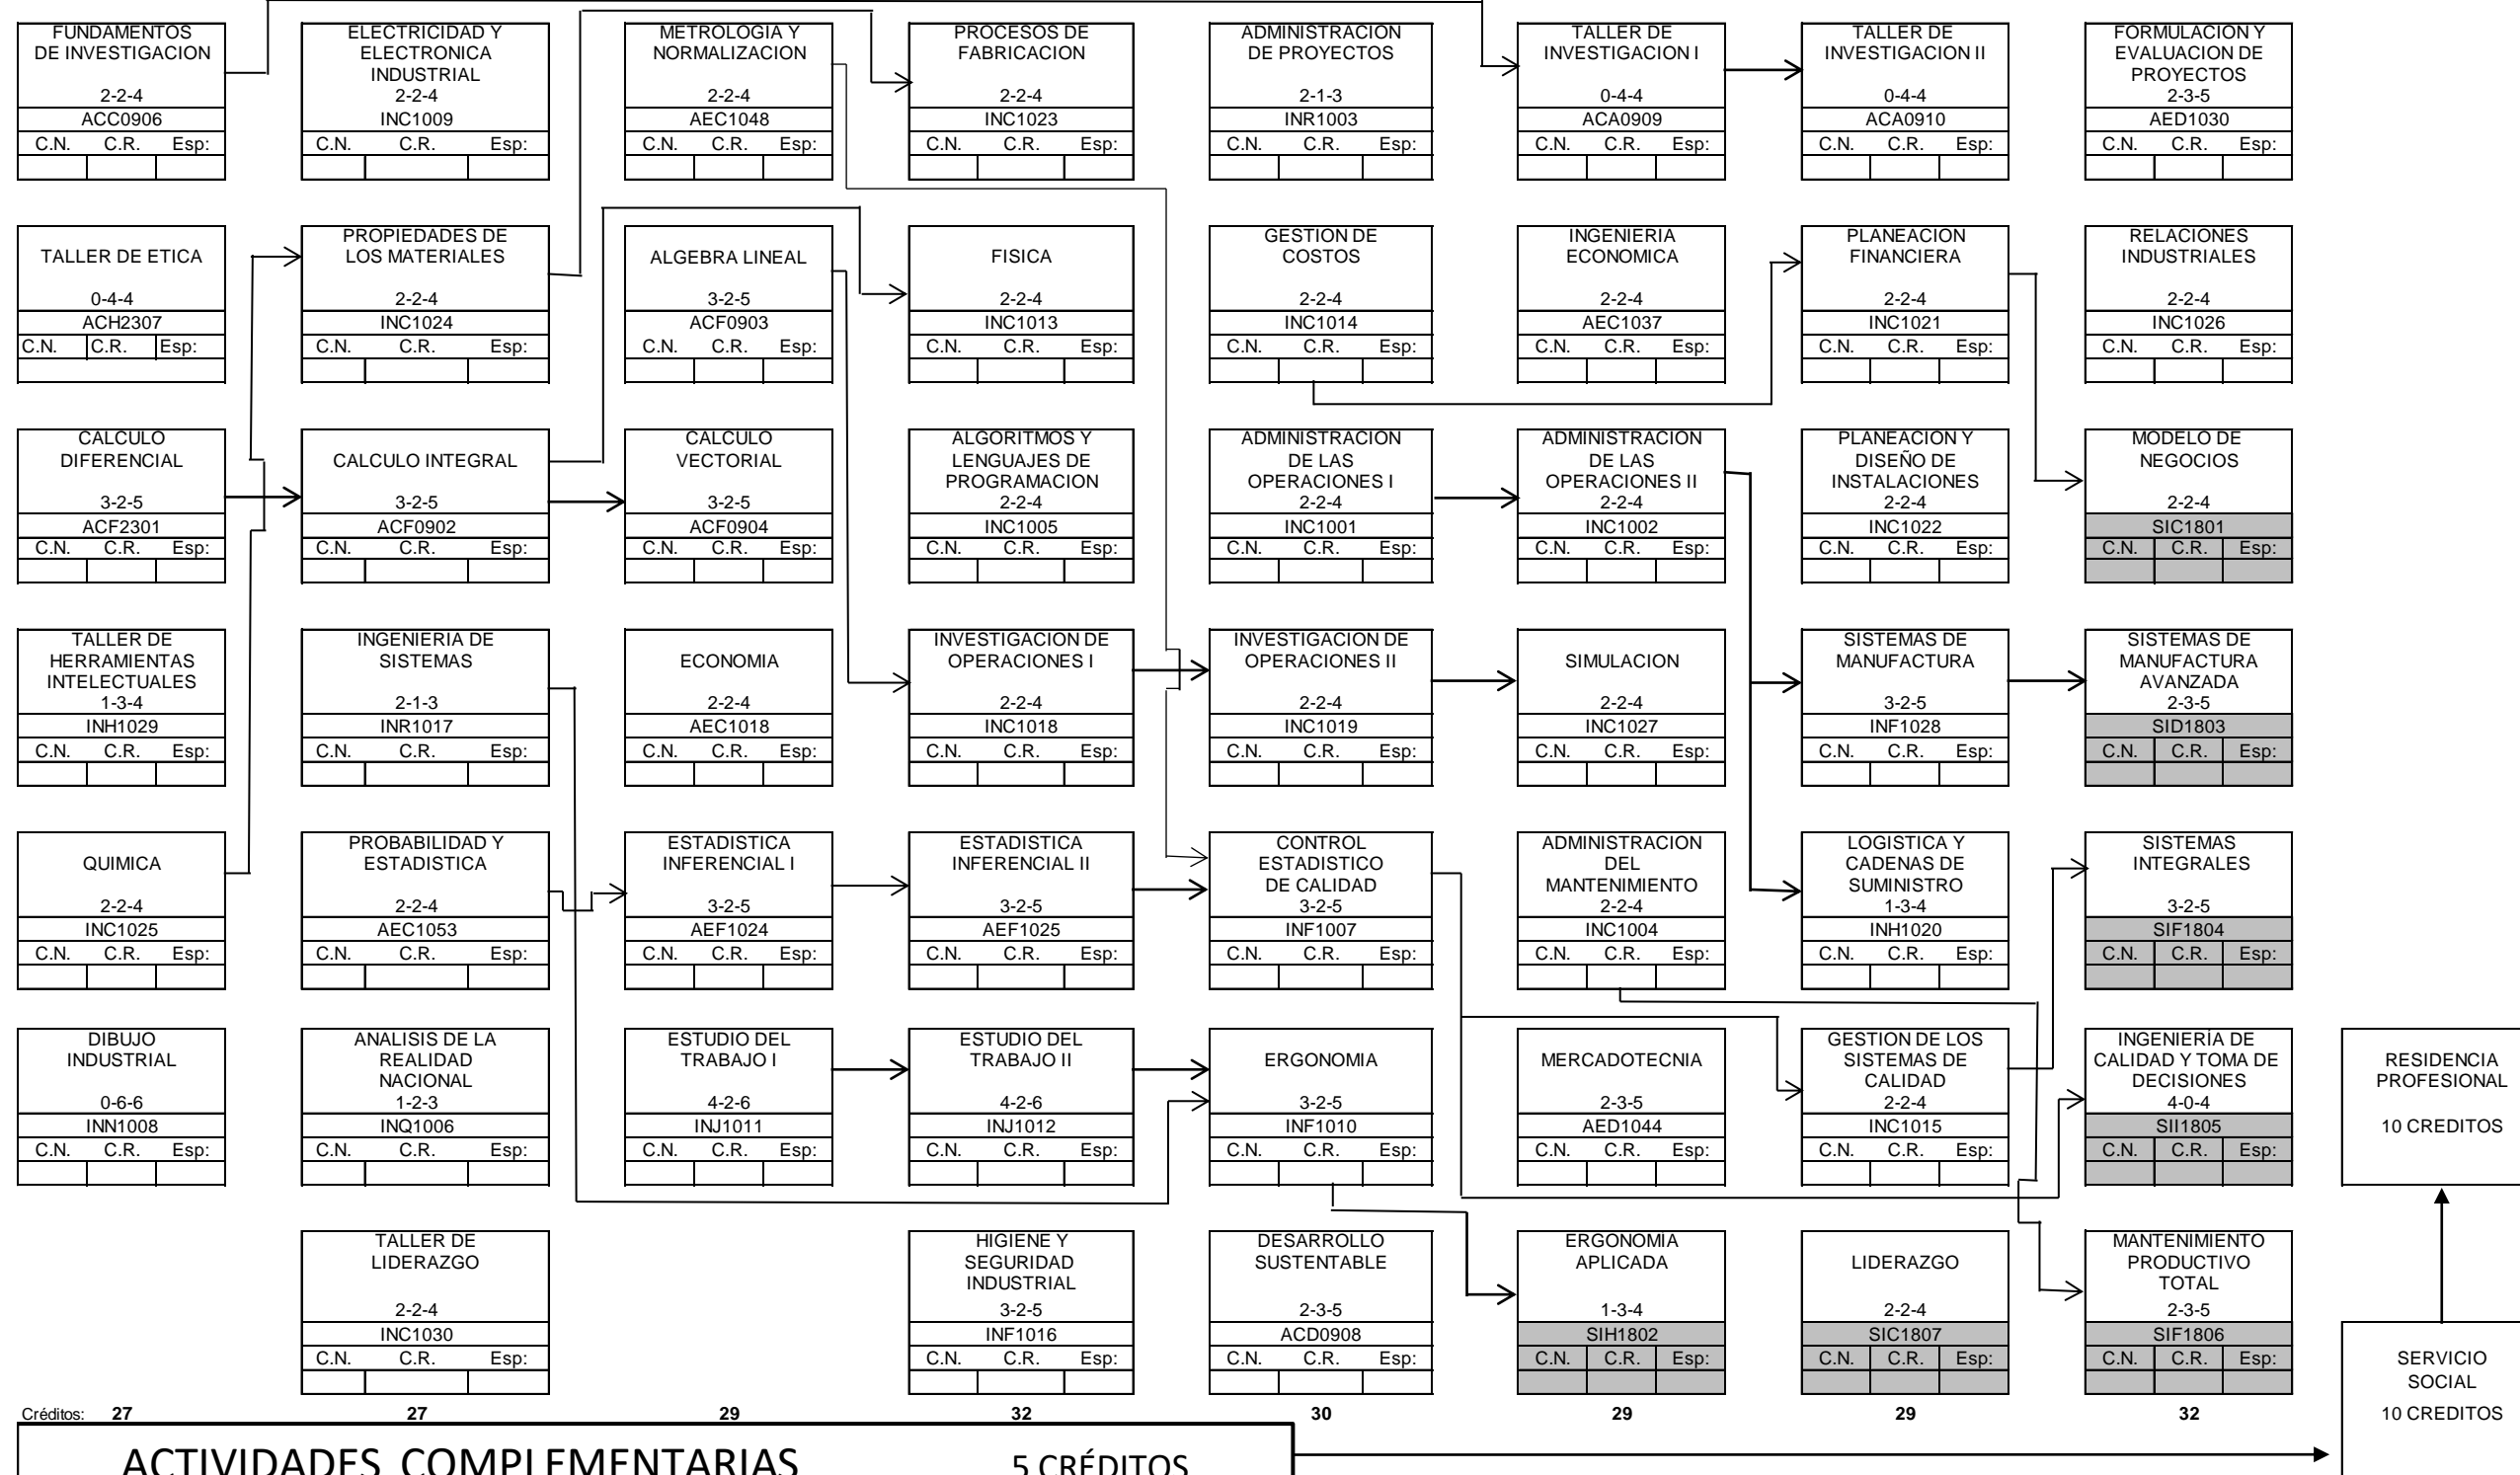 FUNDAMENTOS
DE INVESTIGACION
2-2-4
ACC0906
C.N. C.R. Esp:
ELECTRICIDAD Y
ELECTRONICA
INDUSTRIAL
2-2-4
INC1009
C.N. C.R. Esp:
METROLOGIA Y
NORMALIZACION
2-2-4
AEC1048
C.N. C.R. Esp:
PROCESOS DE
FABRICACION
2-2-4
INC1023
C.N. C.R. Esp:
ADMINISTRACION
DE PROYECTOS
2-1-3
INR1003
C.N. C.R. Esp:
TALLER DE
INVESTIGACION I
0-4-4
ACA0909
C.N. C.R. Esp:
TALLER DE
INVESTIGACION II
0-4-4
ACA0910
C.N. C.R. Esp:
FORMULACION Y
EVALUACION DE
PROYECTOS
2-3-5
AED1030
C.N. C.R. Esp:
TALLER DE ETICA
0-4-4
ACH2307
C.N. C.R. Esp:
PROPIEDADES DE
LOS MATERIALES
2-2-4
INC1024
C.N. C.R. Esp:
ALGEBRA LINEAL
3-2-5
ACF0903
C.N. C.R. Esp:
FISICA
2-2-4
INC1013
C.N. C.R. Esp:
GESTION DE
COSTOS
2-2-4
INC1014
C.N. C.R. Esp:
INGENIERIA
ECONOMICA
2-2-4
AEC1037
C.N. C.R. Esp:
PLANEACION
FINANCIERA
2-2-4
INC1021
C.N. C.R. Esp:
RELACIONES
INDUSTRIALES
2-2-4
INC1026
C.N. C.R. Esp:
CALCULO
DIFERENCIAL
3-2-5
ACF2301
C.N. C.R. Esp:
CALCULO INTEGRAL
3-2-5
ACF0902
C.N. C.R. Esp:
CALCULO
VECTORIAL
3-2-5
ACF0904
C.N. C.R. Esp:
ALGORITMOS Y
LENGUAJES DE
PROGRAMACION
2-2-4
INC1005
C.N. C.R. Esp:
ADMINISTRACION
DE LAS
OPERACIONES I
2-2-4
INC1001
C.N. C.R. Esp:
ADMINISTRACION
DE LAS
OPERACIONES II
2-2-4
INC1002
C.N. C.R. Esp:
PLANEACION Y
DISEÑO DE
INSTALACIONES
2-2-4
INC1022
C.N. C.R. Esp:
MODELO DE
NEGOCIOS
2-2-4
SIC1801
C.N. C.R. Esp:
TALLER DE
HERRAMIENTAS
INTELECTUALES
1-3-4
INH1029
C.N. C.R. Esp:
INGENIERIA DE
SISTEMAS
2-1-3
INR1017
C.N. C.R. Esp:
ECONOMIA
2-2-4
AEC1018
C.N. C.R. Esp:
INVESTIGACION DE
OPERACIONES I
2-2-4
INC1018
C.N. C.R. Esp:
INVESTIGACION DE
OPERACIONES II
2-2-4
INC1019
C.N. C.R. Esp:
SIMULACION
2-2-4
INC1027
C.N. C.R. Esp:
SISTEMAS DE
MANUFACTURA
3-2-5
INF1028
C.N. C.R. Esp:
SISTEMAS DE
MANUFACTURA
AVANZADA
2-3-5
SID1803
C.N. C.R. Esp:
QUIMICA
2-2-4
INC1025
C.N. C.R. Esp:
PROBABILIDAD Y
ESTADISTICA
2-2-4
AEC1053
C.N. C.R. Esp:
ESTADISTICA
INFERENCIAL I
3-2-5
AEF1024
C.N. C.R. Esp:
ESTADISTICA
INFERENCIAL II
3-2-5
AEF1025
C.N. C.R. Esp:
CONTROL
ESTADISTICO
DE CALIDAD
3-2-5
INF1007
C.N. C.R. Esp:
ADMINISTRACION
DEL
MANTENIMIENTO
2-2-4
INC1004
C.N. C.R. Esp:
LOGISTICA Y
CADENAS DE
SUMINISTRO
1-3-4
INH1020
C.N. C.R. Esp:
SISTEMAS
INTEGRALES
3-2-5
SIF1804
C.N. C.R. Esp:
DIBUJO
INDUSTRIAL
0-6-6
INN1008
C.N. C.R. Esp:
ANALISIS DE LA
REALIDAD
NACIONAL
1-2-3
INQ1006
C.N. C.R. Esp:
ESTUDIO DEL
TRABAJO I
4-2-6
INJ1011
C.N. C.R. Esp:
ESTUDIO DEL
TRABAJO II
4-2-6
INJ1012
C.N. C.R. Esp:
ERGONOMIA
3-2-5
INF1010
C.N. C.R. Esp:
MERCADOTECNIA
2-3-5
AED1044
C.N. C.R. Esp:
GESTION DE LOS
SISTEMAS DE
CALIDAD
2-2-4
INC1015
C.N. C.R. Esp:
INGENIERÍA DE
CALIDAD Y TOMA DE
DECISIONES
4-0-4
SII1805
C.N. C.R. Esp:
RESIDENCIA
PROFESIONAL
10 CREDITOS
TALLER DE
LIDERAZGO
2-2-4
INC1030
C.N. C.R. Esp:
HIGIENE Y
SEGURIDAD
INDUSTRIAL
3-2-5
INF1016
C.N. C.R. Esp:
DESARROLLO
SUSTENTABLE
2-3-5
ACD0908
C.N. C.R. Esp:
ERGONOMIA
APLICADA
1-3-4
SIH1802
C.N. C.R. Esp:
LIDERAZGO
2-2-4
SIC1807
C.N. C.R. Esp:
MANTENIMIENTO
PRODUCTIVO
TOTAL
2-3-5
SIF1806
C.N. C.R. Esp:
SERVICIO
SOCIAL
10 CREDITOS
Créditos: 27 27 29 32 30 29 29 32
ACTIVIDADES COMPLEMENTARIAS 5 CRÉDITOS